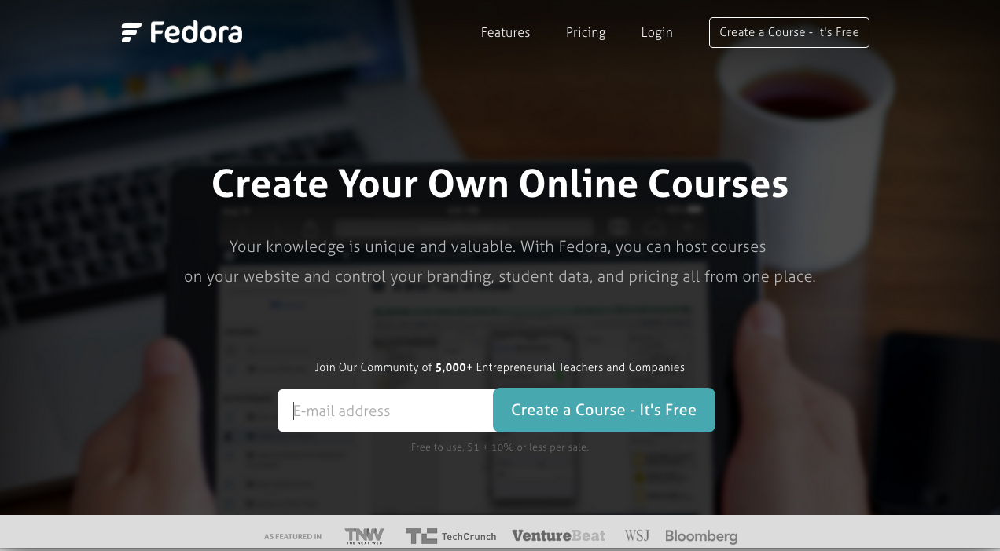 Fedora
Features
Pricing
Login
Create a Course - It's Free
Create Your Own Online Courses
Your knowledge is unique and valuable. With Fedora, you can host courses
on your website and control your branding, student data, and pricing all from one place.
Join Our Community of 5,000+ Entrepreneurial Teachers and Companies
E-mail address
Create a Course - It's Free
Free to use, $1 + 10% or less per sale.
AS FEATURED IN
TNW
THE NEXT WEB
TC TechCrunch
VentureBeat
WSJ
Bloomberg